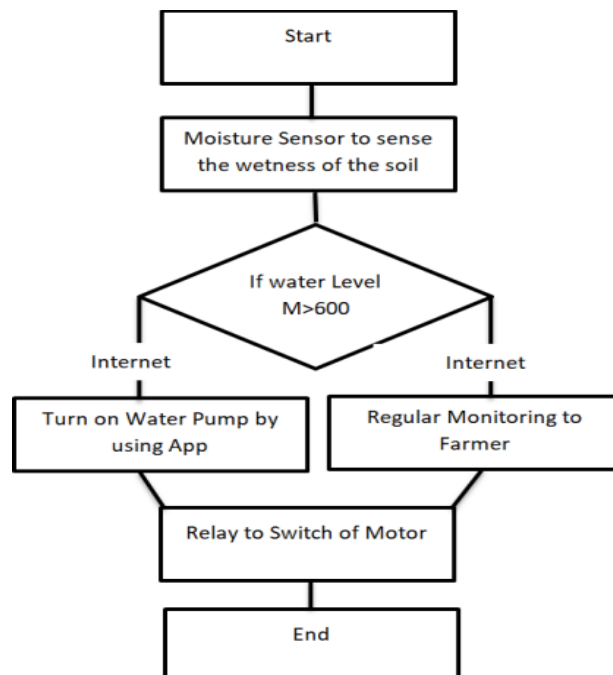 Start
Moisture Sensor to sense
the wetness of the soil
If water Level
M>600
Internet
Internet
Turn on Water Pump by
using App
Regular Monitoring to
Farmer
Relay to Switch of Motor
End